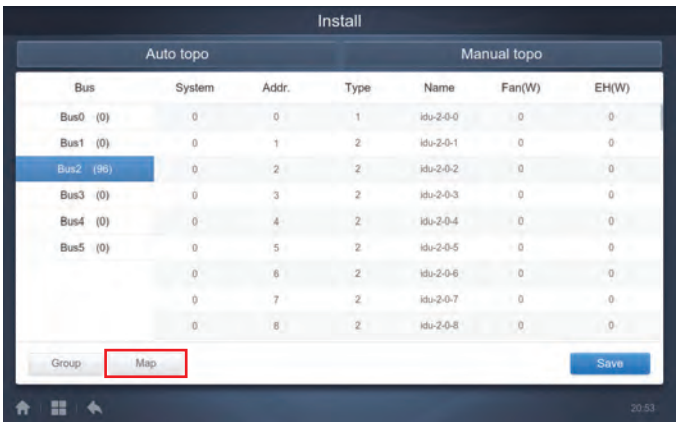 Install
Auto topo Manual topo
Bus System Addr. Type Name Fan(W) EH(W)
Bus0 (0) 0 0 1 idu-2-0-0 0 0
Bus1 (0) 0 1 2 idu-2-0-1 0 0
Bus2 (96) 0 2 2 idu-2-0-2 0 0
Bus3 (0) 0 3 2 idu-2-0-3 0 0
Bus4 (0) 0 4 2 idu-2-0-4 0 0
Bus5 (0) 0 5 2 idu-2-0-5 0 0
0 6 2 idu-2-0-6 0 0
0 7 2 idu-2-0-7 0 0
0 8 2 idu-2-0-8 0 0
Group Map Save
20:53